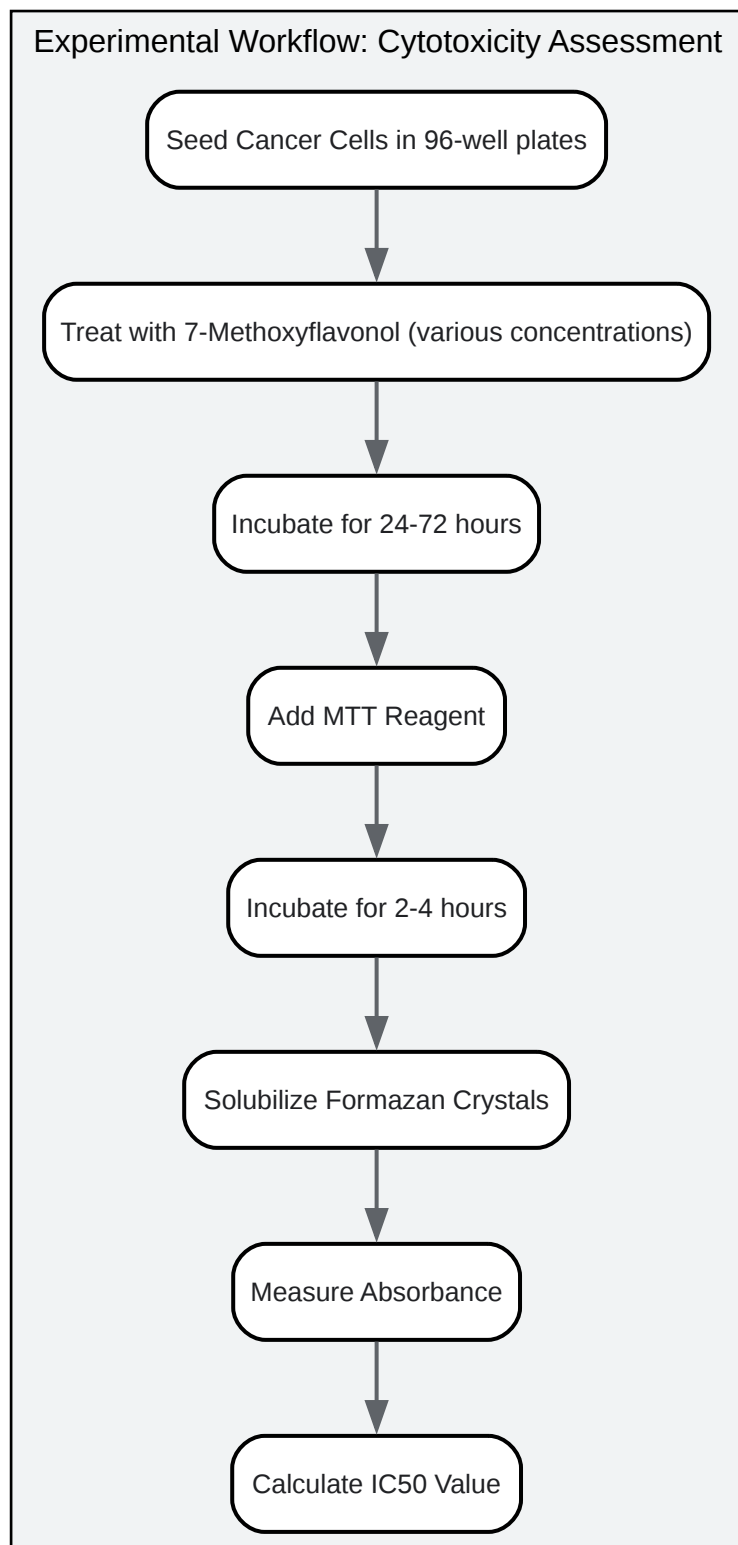 Experimental Workflow: Cytotoxicity Assessment
Seed Cancer Cells in 96-well plates
Treat with 7-Methoxyflavonol (various concentrations)
Incubate for 24-72 hours
Add MTT Reagent
Incubate for 2-4 hours
Solubilize Formazan Crystals
Measure Absorbance
Calculate IC50 Value